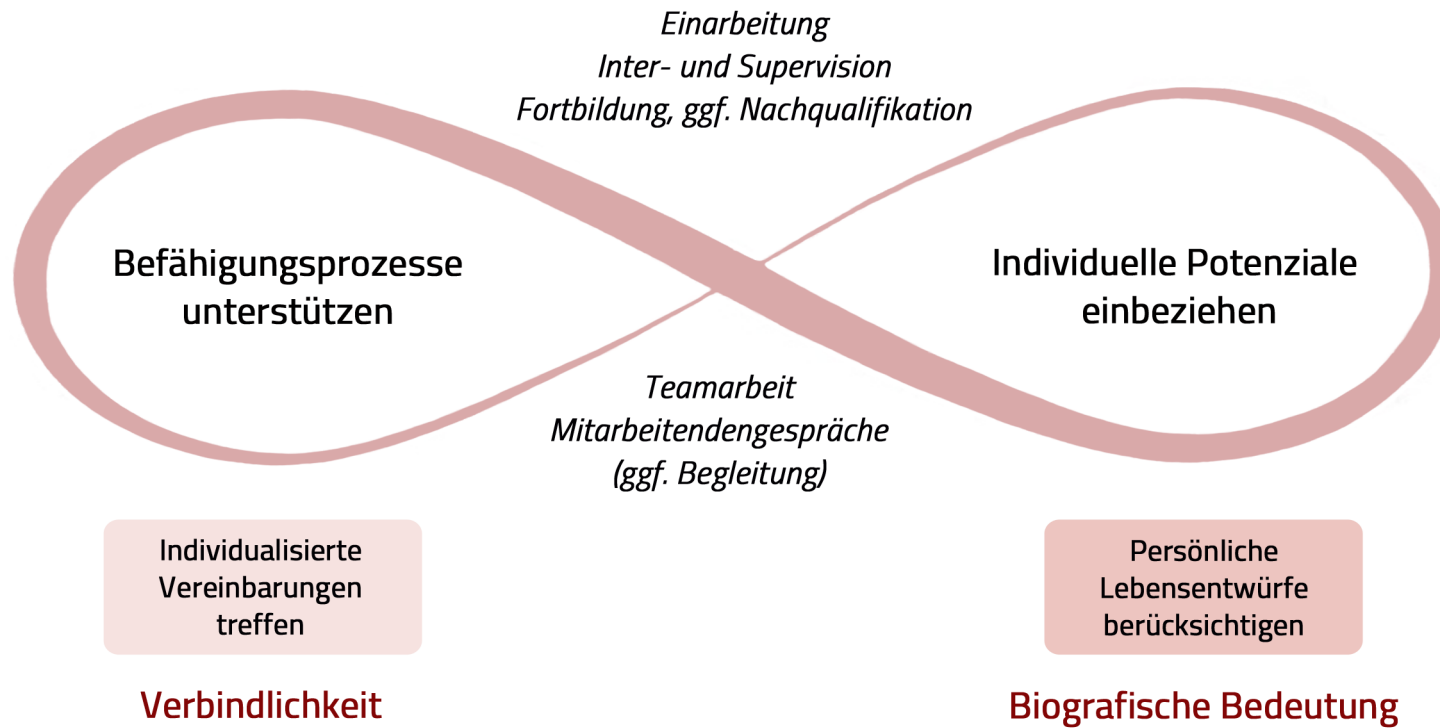 Einarbeitung
Inter- und Supervision
Fortbildung, ggf. Nachqualifikation
Befähigungsprozesse
unterstützen
Individuelle Potenziale
einbeziehen
Teamarbeit
Mitarbeitendengespräche
(ggf. Begleitung)
Individualisierte
Vereinbarungen
treffen
Persönliche
Lebensentwürfe
berücksichtigen
Verbindlichkeit
Biografische Bedeutung